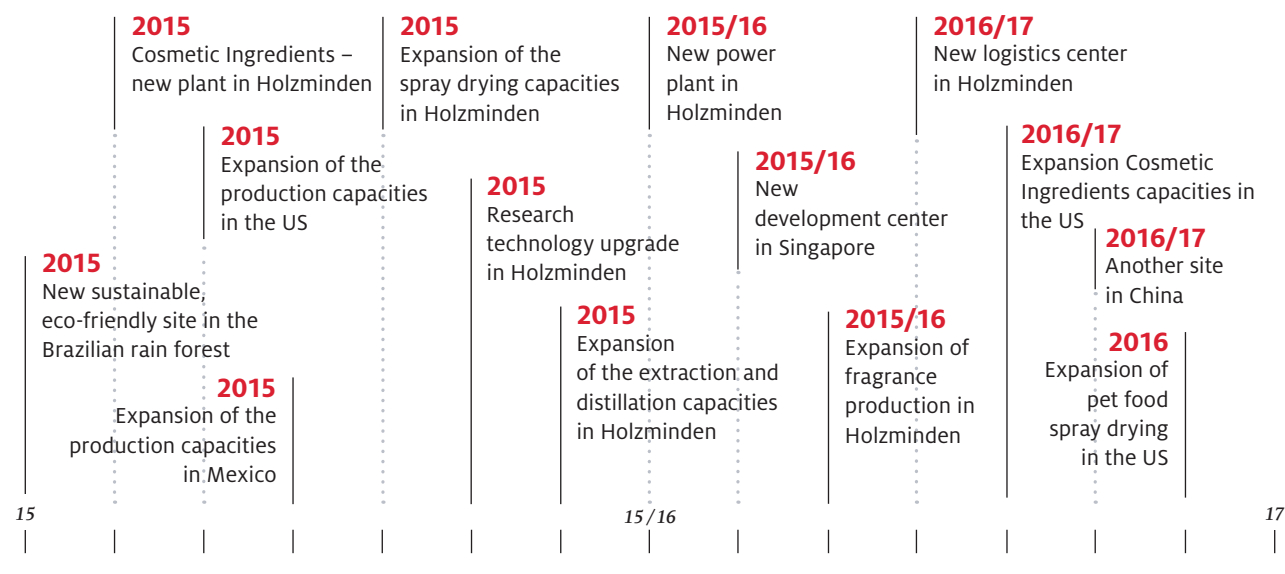 2015
Cosmetic Ingredients –
new plant in Holzminden
2015
Expansion of the
spray drying capacities
in Holzminden
2015/16
New power
plant in
Holzminden
2016/17
New logistics center
in Holzminden
2015
Expansion of the
production capacities
in the US
2015
Research
technology upgrade
in Holzminden
2015/16
New
development center
in Singapore
2016/17
Expansion Cosmetic
Ingredients capacities in
the US
2016/17
Another site
in China
2015
New sustainable,
eco-friendly site in the
Brazilian rain forest
2015
Expansion of the
production capacities
in Mexico
2015
Expansion
of the extraction and
distillation capacities
in Holzminden
2015/16
Expansion of
fragrance
production in
Holzminden
2016
Expansion of
pet food
spray drying
in the US
15
15/16
17